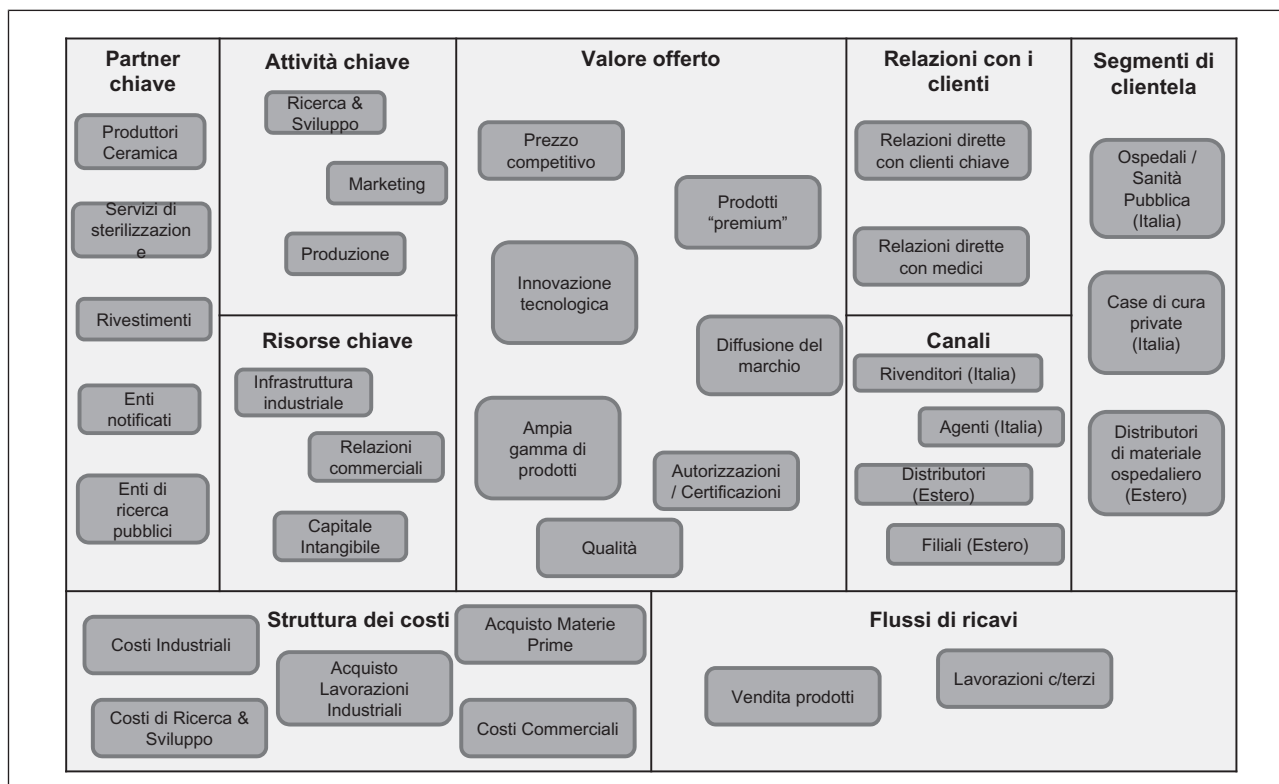 Partner
chiave
Produttori
Ceramica
Servizi di
sterilizzazion
e
Rivestimenti
Enti
notificati
Enti di
ricerca
pubblici
Attività chiave
Ricerca &
Sviluppo
Marketing
Produzione
Risorse chiave
Infrastruttura
industriale
Relazioni
commerciali
Capitale
Intangibile
Valore offerto
Prezzo
competitivo
Prodotti
“premium”
Innovazione
tecnologica
Diffusione del
marchio
Ampia
gamma di
prodotti
Autorizzazioni
/ Certificazioni
Qualità
Relazioni con i
clienti
Relazioni dirette
con clienti chiave
Relazioni dirette
con medici
Canali
Rivenditori (Italia)
Agenti (Italia)
Distributori
(Estero)
Filiali (Estero)
Segmenti di
clientela
Ospedali /
Sanità
Pubblica
(Italia)
Case di cura
private
(Italia)
Distributori
di materiale
ospedaliero
(Estero)
Struttura dei costi
Costi Industriali
Acquisto Materie
Prime
Acquisto
Lavorazioni
Industriali
Costi di Ricerca &
Sviluppo
Costi Commerciali
Flussi di ricavi
Vendita prodotti
Lavorazioni c/terzi